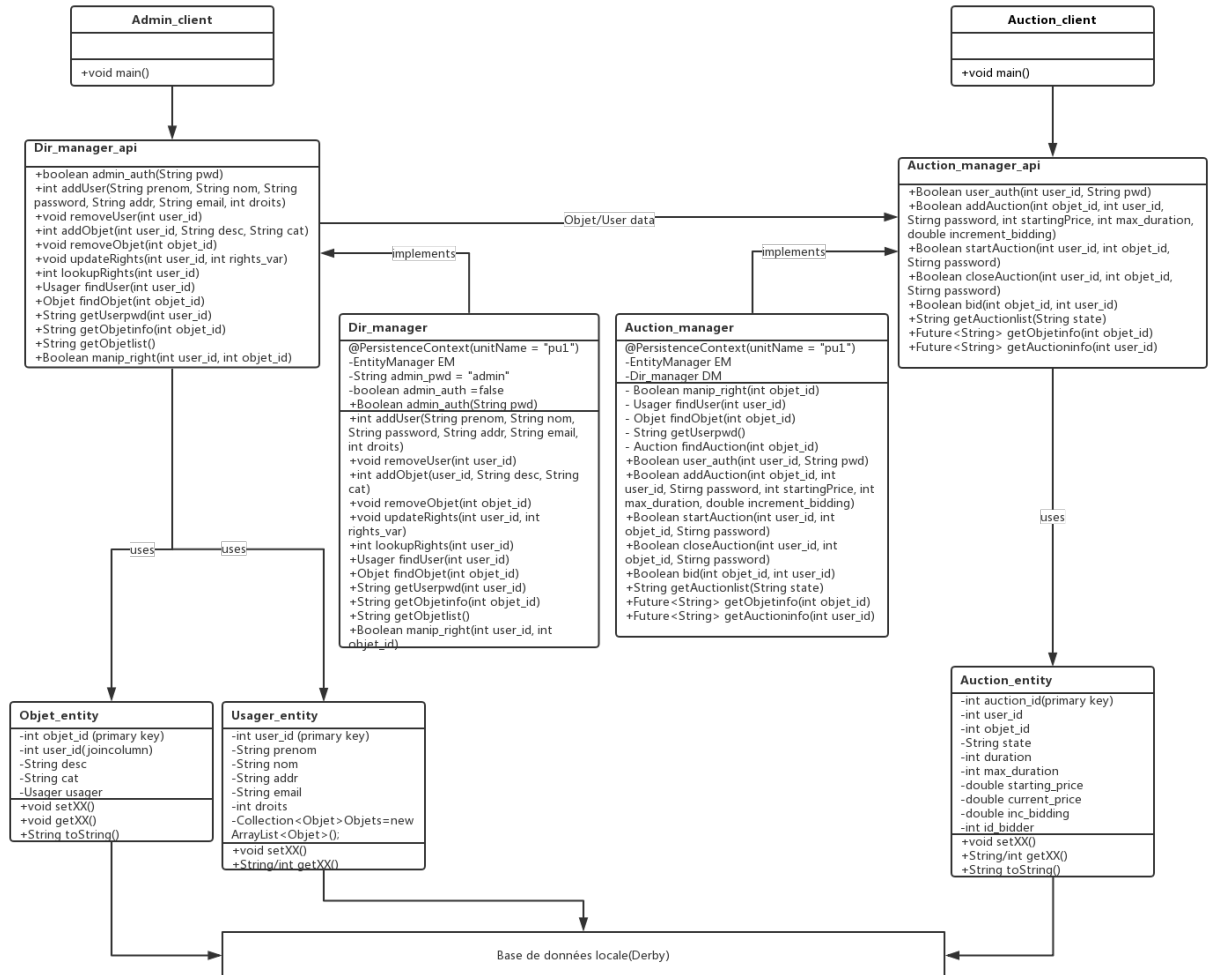 Admin_client
+void main()
Auction_client
+void main()
Dir_manager_api
+boolean admin_auth(String pwd)
+int addUser(String prenom, String nom, String
password, String addr, String email, int droits)
+void removeUser(int user_id)
+int addObjet(int user_id, String desc, String cat)
+void removeObjet(int objet_id)
+void updateRights(int user_id, int rights_var)
+int lookupRights(int user_id)
+Usager findUser(int user_id)
+Objet findObjet(int objet_id)
+String getUserpwd(int user_id)
+String getObjetinfo(int objet_id)
+String getObjetlist()
+Boolean manip_right(int user_id, int objet_id)
Objet/User data
Auction_manager_api
+Boolean user_auth(int user_id, String pwd)
+Boolean addAuction(int objet_id, int user_id,
Stirng password, int startingPrice, int max_duration,
double increment_bidding)
+Boolean startAuction(int user_id, int objet_id,
Stirng password)
+Boolean closeAuction(int user_id, int objet_id,
Stirng password)
+Boolean bid(int objet_id, int user_id)
+String getAuctionlist(String state)
+Future<String> getObjetinfo(int objet_id)
+Future<String> getAuctioninfo(int user_id)
implements
implements
Dir_manager
@PersistenceContext(unitName = "pu1")
-EntityManager EM
-String admin_pwd = "admin"
-boolean admin_auth =false
+Boolean admin_auth(String pwd)
+int addUser(String prenom, String nom,
String password, String addr, String email,
int droits)
+void removeUser(int user_id)
+int addObjet(user_id, String desc, String
cat)
+void removeObjet(int objet_id)
+void updateRights(int user_id, int
rights_var)
+int lookupRights(int user_id)
+Usager findUser(int user_id)
+Objet findObjet(int objet_id)
+String getUserpwd(int user_id)
+String getObjetinfo(int objet_id)
+String getObjetlist()
+Boolean manip_right(int user_id, int
objet_id)
Auction_manager
@PersistenceContext(unitName = "pu1")
-EntityManager EM
-Dir_manager DM
- Boolean manip_right(int objet_id)
- Usager findUser(int user_id)
- Objet findObjet(int objet_id)
- String getUserpwd()
- Auction findAuction(int objet_id)
+Boolean user_auth(int user_id, String pwd)
+Boolean addAuction(int objet_id, int
user_id, Stirng password, int startingPrice, int
max_duration, double increment_bidding)
+Boolean startAuction(int user_id, int
objet_id, Stirng password)
+Boolean closeAuction(int user_id, int
objet_id, Stirng password)
+Boolean bid(int objet_id, int user_id)
+String getAuctionlist(String state)
+Future<String> getObjetinfo(int objet_id)
+Future<String> getAuctioninfo(int user_id)
uses
uses
uses
Objet_entity
-int objet_id (primary key)
-int user_id(joincolumn)
-String desc
-String cat
-Usager usager
+void setXX()
+void getXX()
+String toString()
Usager_entity
-int user_id (primary key)
-String prenom
-String nom
-String addr
-String email
-int droits
-Collection<Objet>Objets=new
ArrayList<Objet>();
+void setXX()
+String/int getXX()
Auction_entity
-int auction_id(primary key)
-int user_id
-int objet_id
-String state
-int duration
-int max_duration
-double starting_price
-double current_price
-double inc_bidding
-int id_bidder
+void setXX()
+String/int getXX()
+String toString()
Base de données locale(Derby)